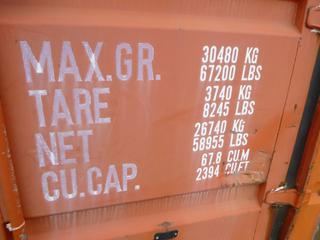 MAX.GR. 30480 KG
67200 LBS
TARE 3740 KG
8245 LBS
NET 26740 KG
58955 LBS
CU.CAP. 67.8 CU.M
2394 CU.FT